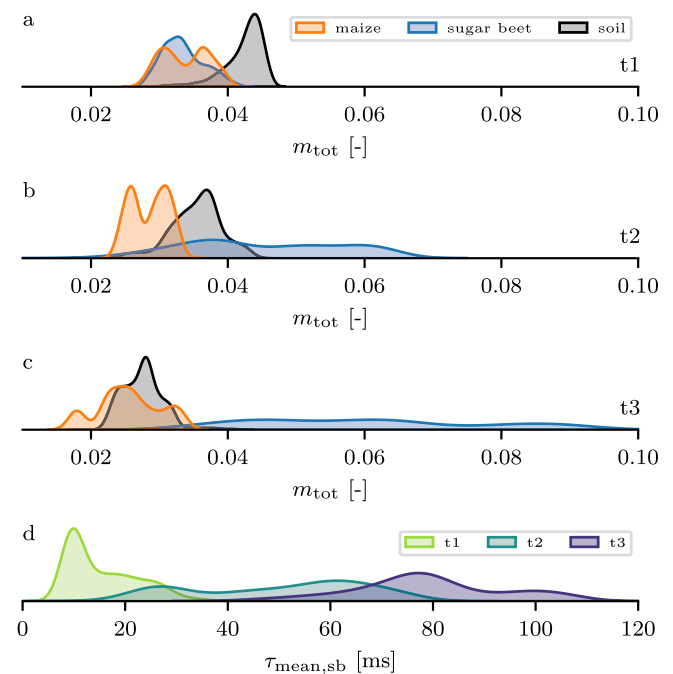 a
maize sugar beet soil
t1
0.02 0.04 0.06 0.08 0.10
m_tot [-]
b
t2
0.02 0.04 0.06 0.08 0.10
m_tot [-]
c
t3
0.02 0.04 0.06 0.08 0.10
m_tot [-]
d
t1 t2 t3
0 20 40 60 80 100 120
τ_mean,sb [ms]